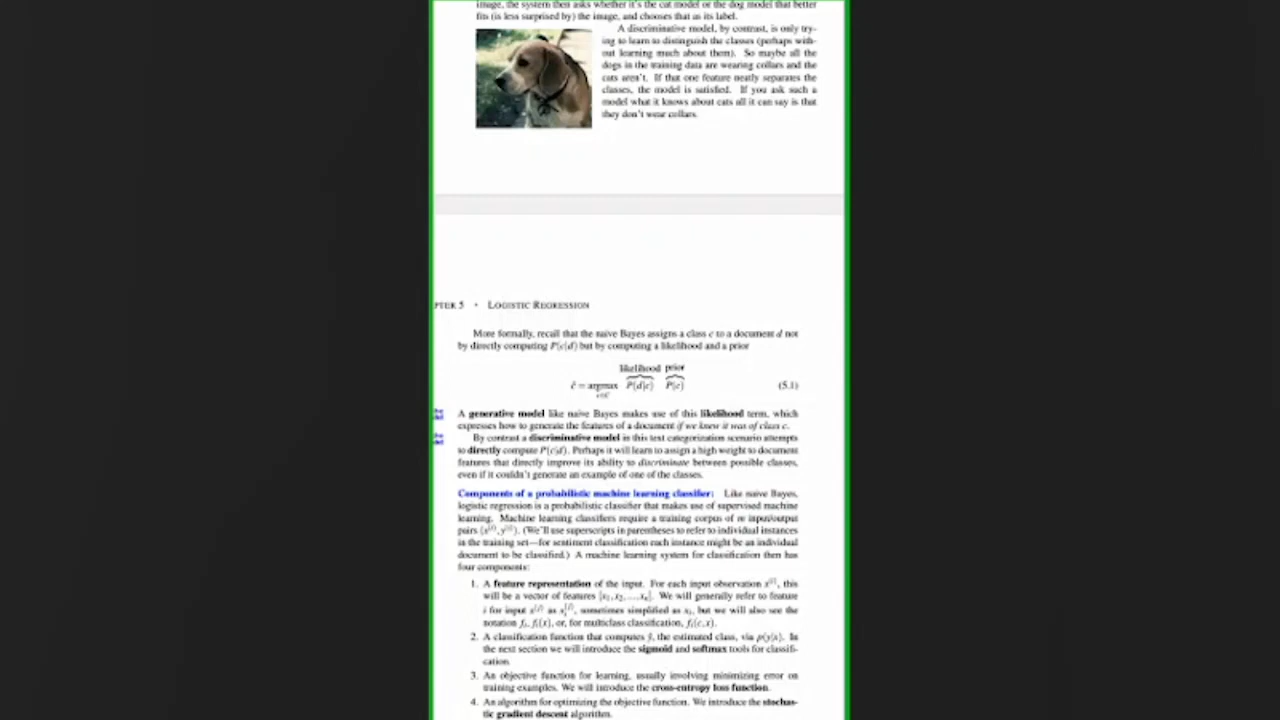 image, the system then asks whether it's the cat model or the dog model that better
fits (is less surprised by) the image, and chooses that as its label.
A discriminative model, by contrast, is only try-
ing to learn to distinguish the classes (perhaps with-
out learning much about them). So maybe all the
dogs in the training data are wearing collars and the
cats aren't. If that one feature neatly separates the
classes, the model is satisfied. If you ask such a
model what it knows about cats all it can say is that
they don't wear collars.
PTER 5 • LOGISTIC REGRESSION
More formally, recall that the naive Bayes assigns a class c to a document d not
by directly computing P(c|d) but by computing a likelihood and a prior
likelihood prior
ĉ = argmax P(d|c) P(c) (5.1)
c∈C
A generative model like naive Bayes makes use of this likelihood term, which
expresses how to generate the features of a document if we knew it was of class c.
By contrast a discriminative model in this text categorization scenario attempts
to directly compute P(c|d). Perhaps it will learn to assign a high weight to document
features that directly improve its ability to discriminate between possible classes,
even if it couldn't generate an example of one of the classes.
Components of a probabilistic machine learning classifier: Like naive Bayes,
logistic regression is a probabilistic classifier that makes use of supervised machine
learning. Machine learning classifiers require a training corpus of m input/output
pairs (x⁽ⁱ⁾, y⁽ⁱ⁾). (We'll use superscripts in parentheses to refer to individual instances
in the training set—for sentiment classification each instance might be an individual
document to be classified.) A machine learning system for classification then has
four components:
1. A feature representation of the input. For each input observation x⁽ⁱ⁾, this
will be a vector of features [x₁, x₂, ..., xₙ]. We will generally refer to feature
i for input x⁽ʲ⁾ as xᵢ⁽ʲ⁾, sometimes simplified as xᵢ, but we will also see the
notation fᵢ, fᵢ(x), or, for multiclass classification, fᵢ(c, x).
2. A classification function that computes ŷ, the estimated class, via p(y|x). In
the next section we will introduce the sigmoid and softmax tools for classifi-
cation.
3. An objective function for learning, usually involving minimizing error on
training examples. We will introduce the cross-entropy loss function.
4. An algorithm for optimizing the objective function. We introduce the stochas-
tic gradient descent algorithm.